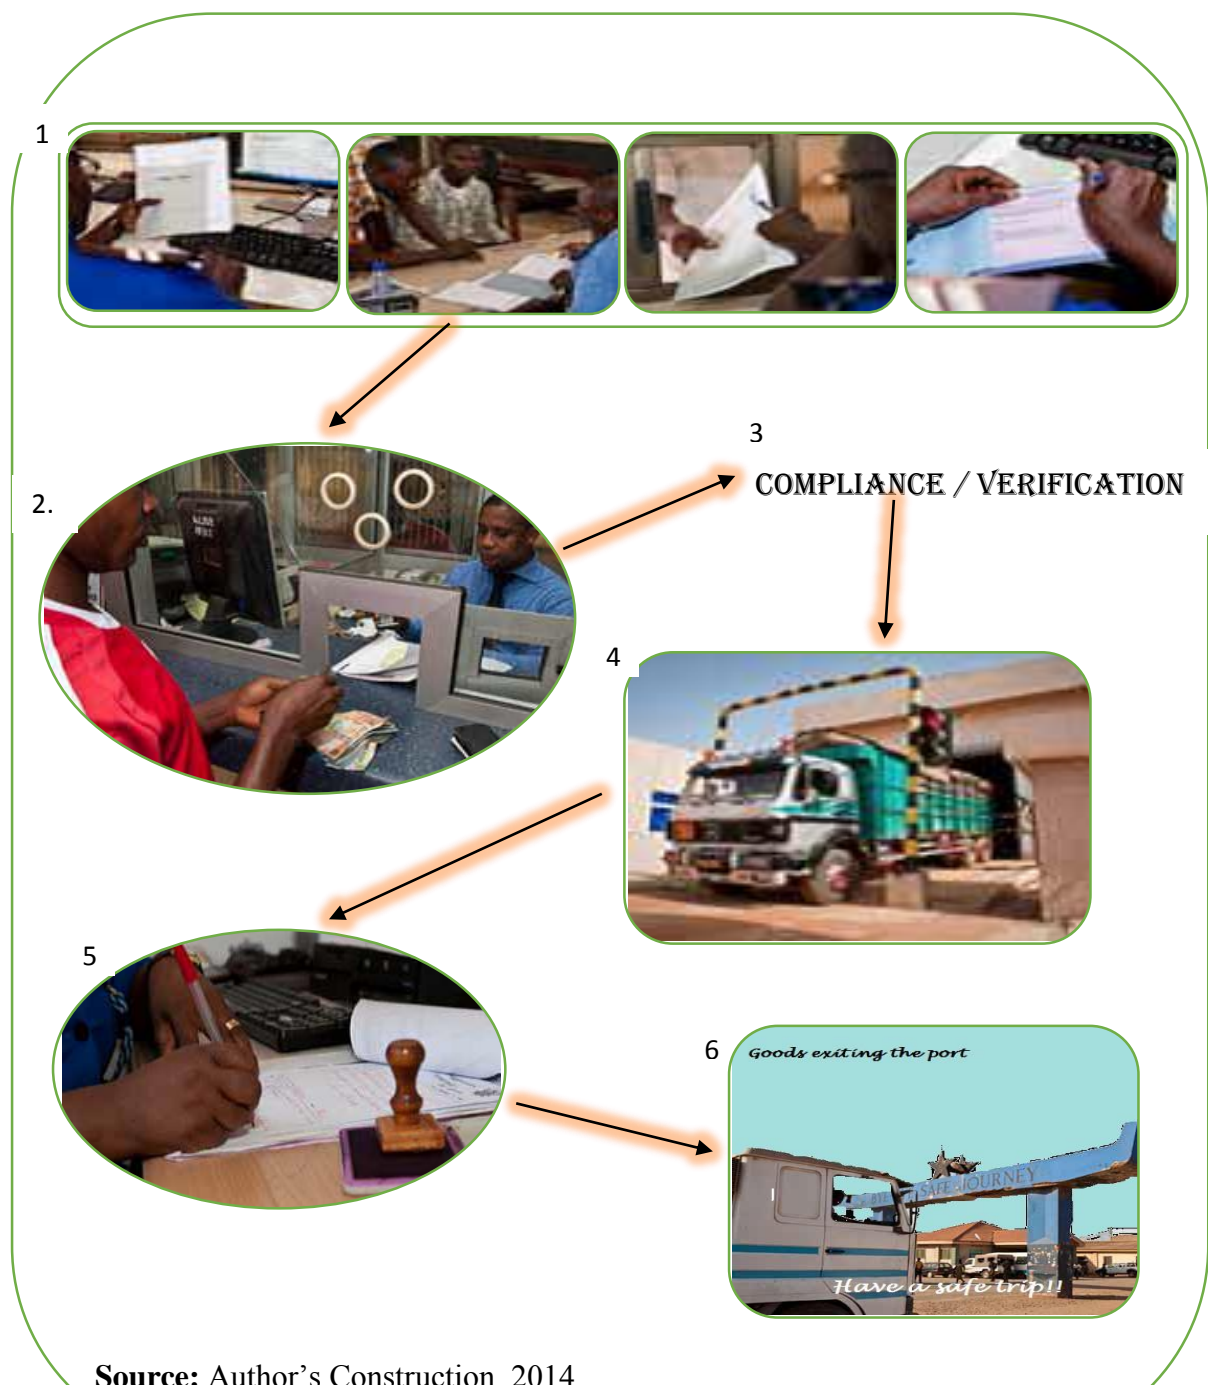 1
2.
3
COMPLIANCE / VERIFICATION
4
5
6
Goods exiting the port
BYE
SAFE JOURNEY
Have a safe trip!!
Source: Author's Construction 2014